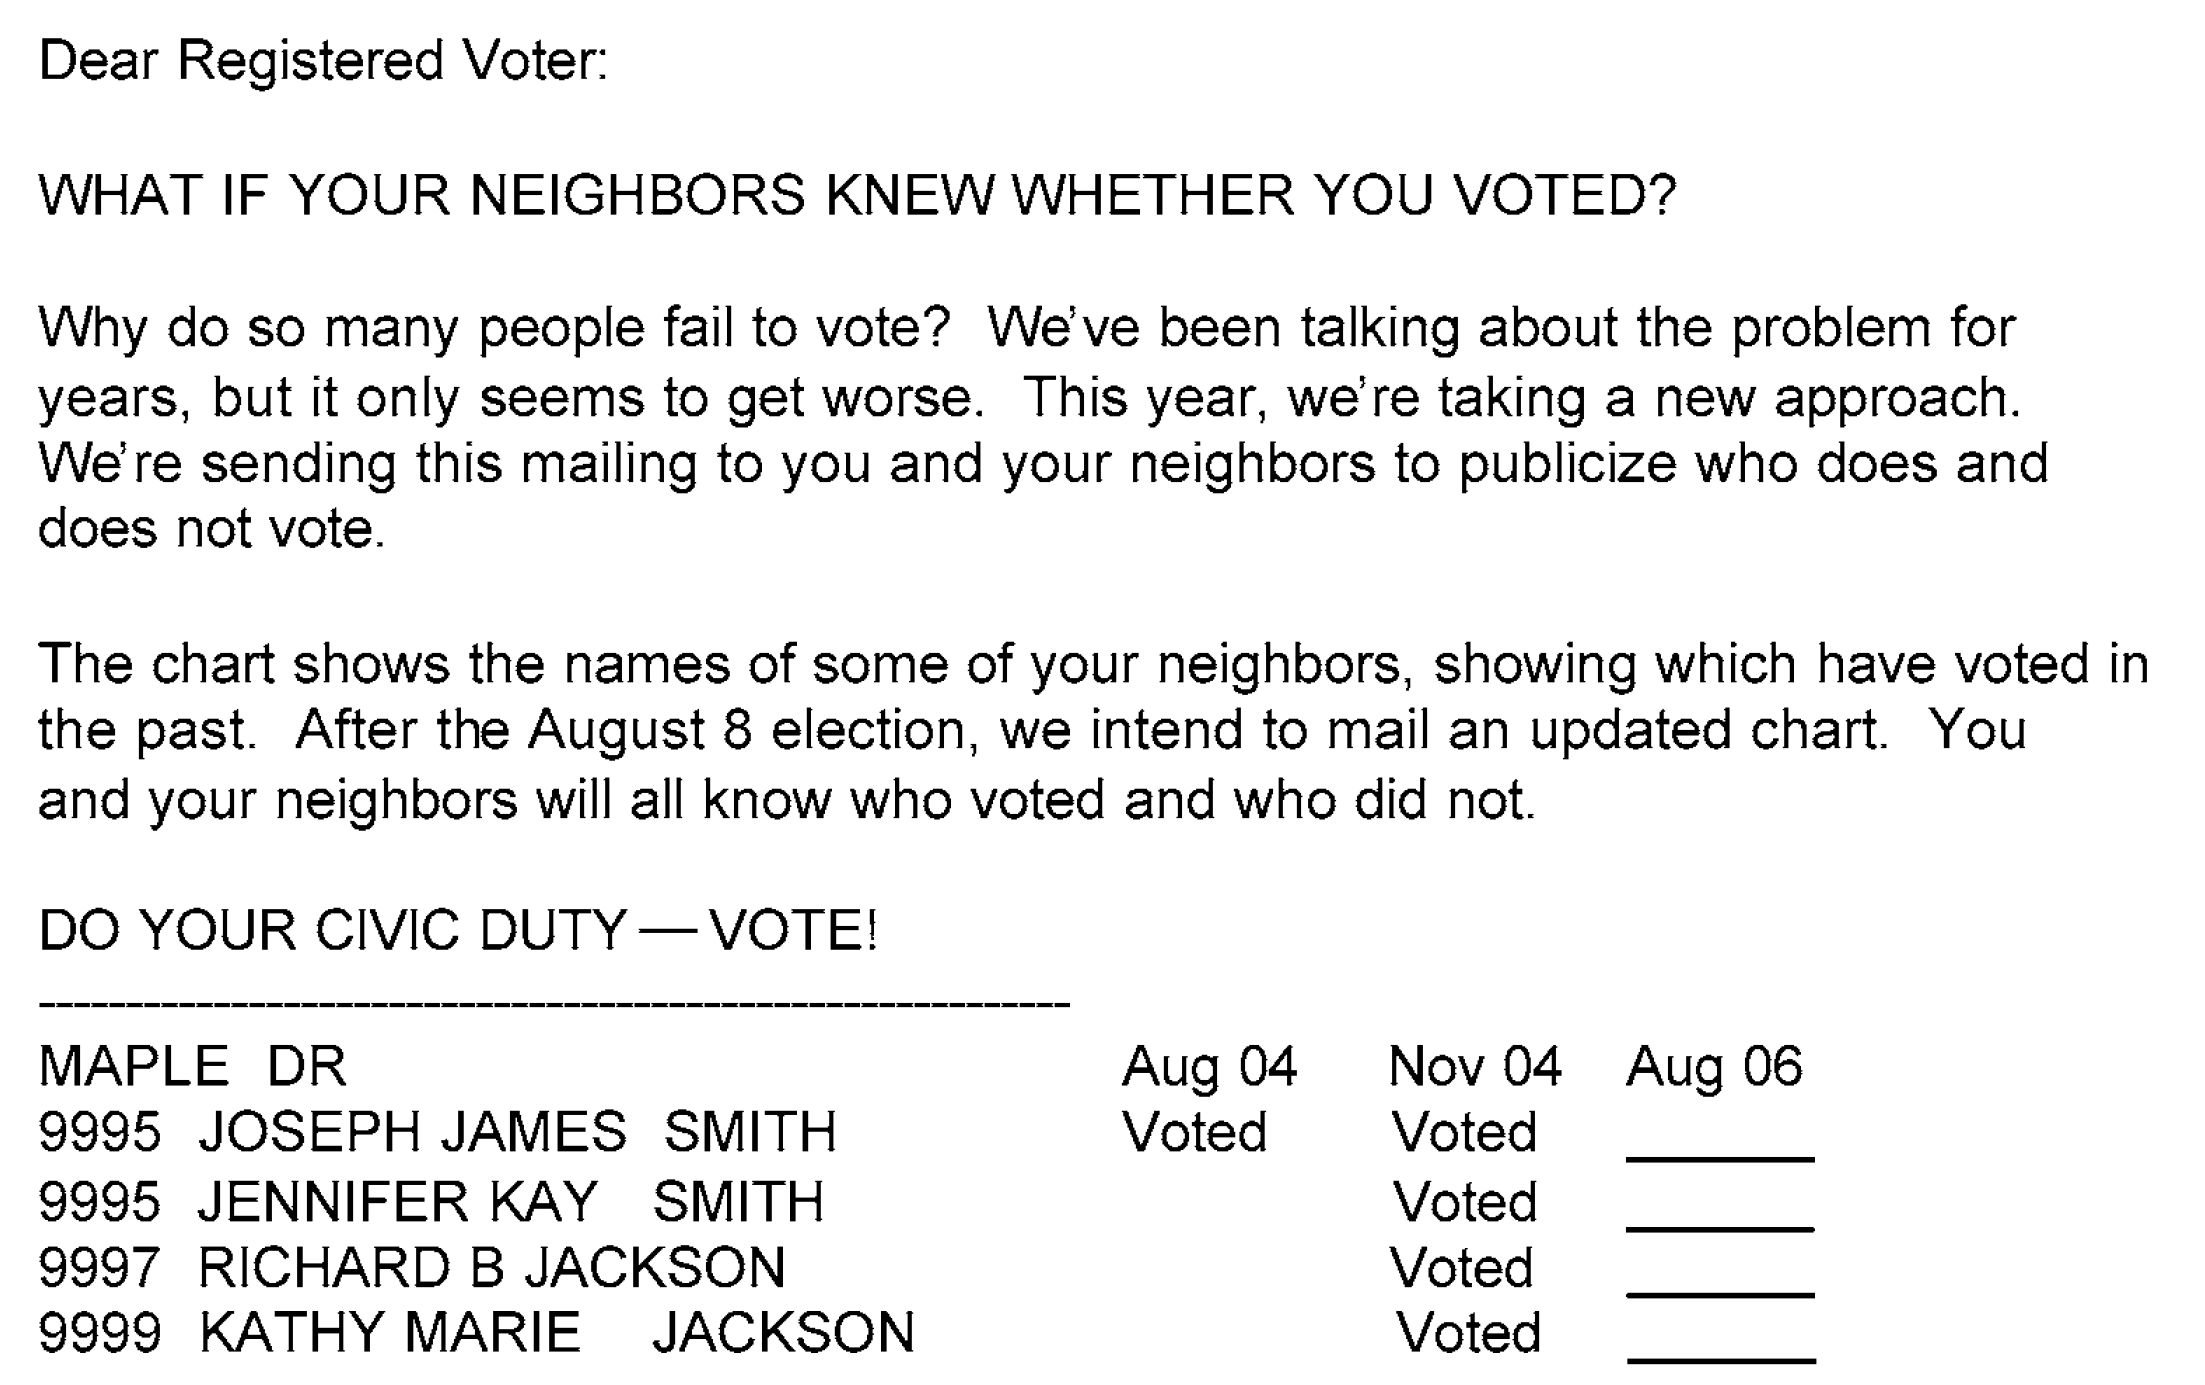 Dear Registered Voter:
WHAT IF YOUR NEIGHBORS KNEW WHETHER YOU VOTED?
Why do so many people fail to vote?  We've been talking about the problem for
years, but it only seems to get worse.  This year, we're taking a new approach.
We're sending this mailing to you and your neighbors to publicize who does and
does not vote.
The chart shows the names of some of your neighbors, showing which have voted in
the past.  After the August 8 election, we intend to mail an updated chart.  You
and your neighbors will all know who voted and who did not.
DO YOUR CIVIC DUTY — VOTE!
------------------------------------------------------------
MAPLE DR Aug 04 Nov 04 Aug 06
9995 JOSEPH JAMES SMITH Voted Voted ______
9995 JENNIFER KAY SMITH Voted ______
9997 RICHARD B JACKSON Voted ______
9999 KATHY MARIE JACKSON Voted ______